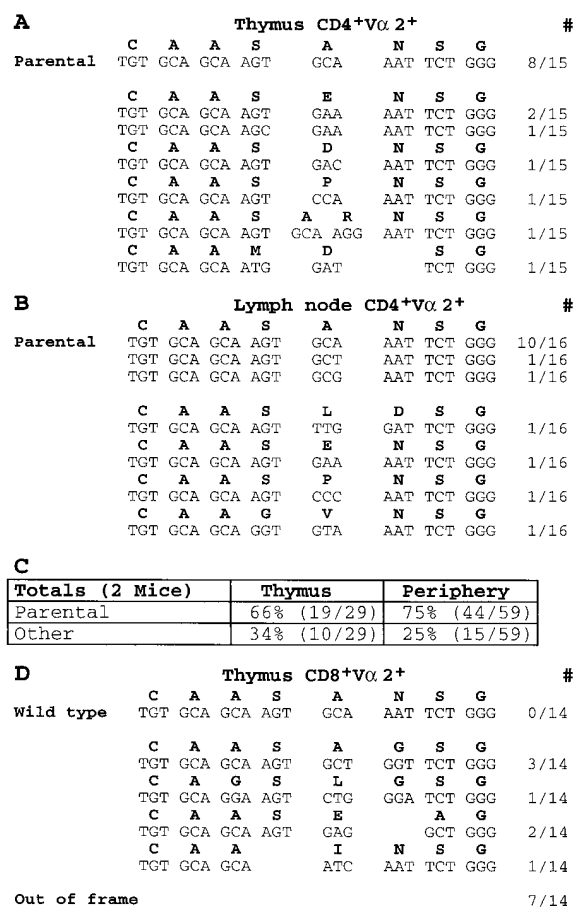 A Thymus CD4+Vα 2+ #
C A A S A N S G
Parental TGT GCA GCA AGT GCA AAT TCT GGG 8/15
C A A S E N S G
TGT GCA GCA AGT GAA AAT TCT GGG 2/15
TGT GCA GCA AGC GAA AAT TCT GGG 1/15
C A A S D N S G
TGT GCA GCA AGT GAC AAT TCT GGG 1/15
C A A S P N S G
TGT GCA GCA AGT CCA AAT TCT GGG 1/15
C A A S A R N S G
TGT GCA GCA AGT GCA AGG AAT TCT GGG 1/15
C A A M D S G
TGT GCA GCA ATG GAT TCT GGG 1/15
B Lymph node CD4+Vα 2+ #
C A A S A N S G
Parental TGT GCA GCA AGT GCA AAT TCT GGG 10/16
TGT GCA GCA AGT GCT AAT TCT GGG 1/16
TGT GCA GCA AGT GCG AAT TCT GGG 1/16
C A A S L D S G
TGT GCA GCA AGT TTG GAT TCT GGG 1/16
C A A S E N S G
TGT GCA GCA AGT GAA AAT TCT GGG 1/16
C A A S P N S G
TGT GCA GCA AGT CCC AAT TCT GGG 1/16
C A A G V N S G
TGT GCA GCA GGT GTA AAT TCT GGG 1/16
C
Totals (2 Mice) Thymus Periphery
Parental 66% (19/29) 75% (44/59)
Other 34% (10/29) 25% (15/59)
D Thymus CD8+Vα 2+ #
C A A S A N S G
Wild type TGT GCA GCA AGT GCA AAT TCT GGG 0/14
C A A S A G S G
TGT GCA GCA AGT GCT GGT TCT GGG 3/14
C A G S L G S G
TGT GCA GGA AGT CTG GGA TCT GGG 1/14
C A A S E A G
TGT GCA GCA AGT GAG GCT GGG 2/14
C A A I N S G
TGT GCA GCA ATC AAT TCT GGG 1/14
Out of frame 7/14